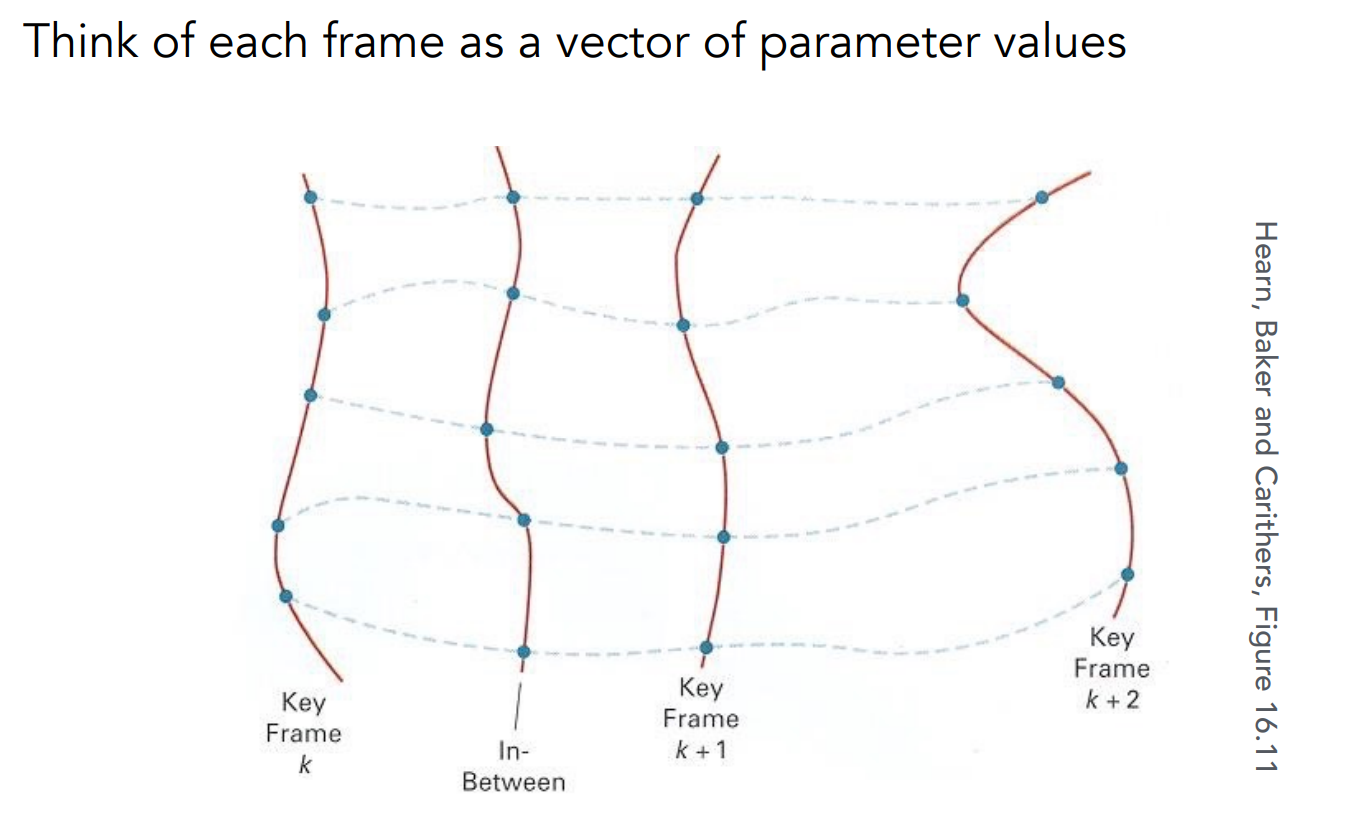 Think of each frame as a vector of parameter values
Key
Frame
k
In-
Between
Key
Frame
k + 1
Key
Frame
k + 2
Hearn, Baker and Carithers, Figure 16.11